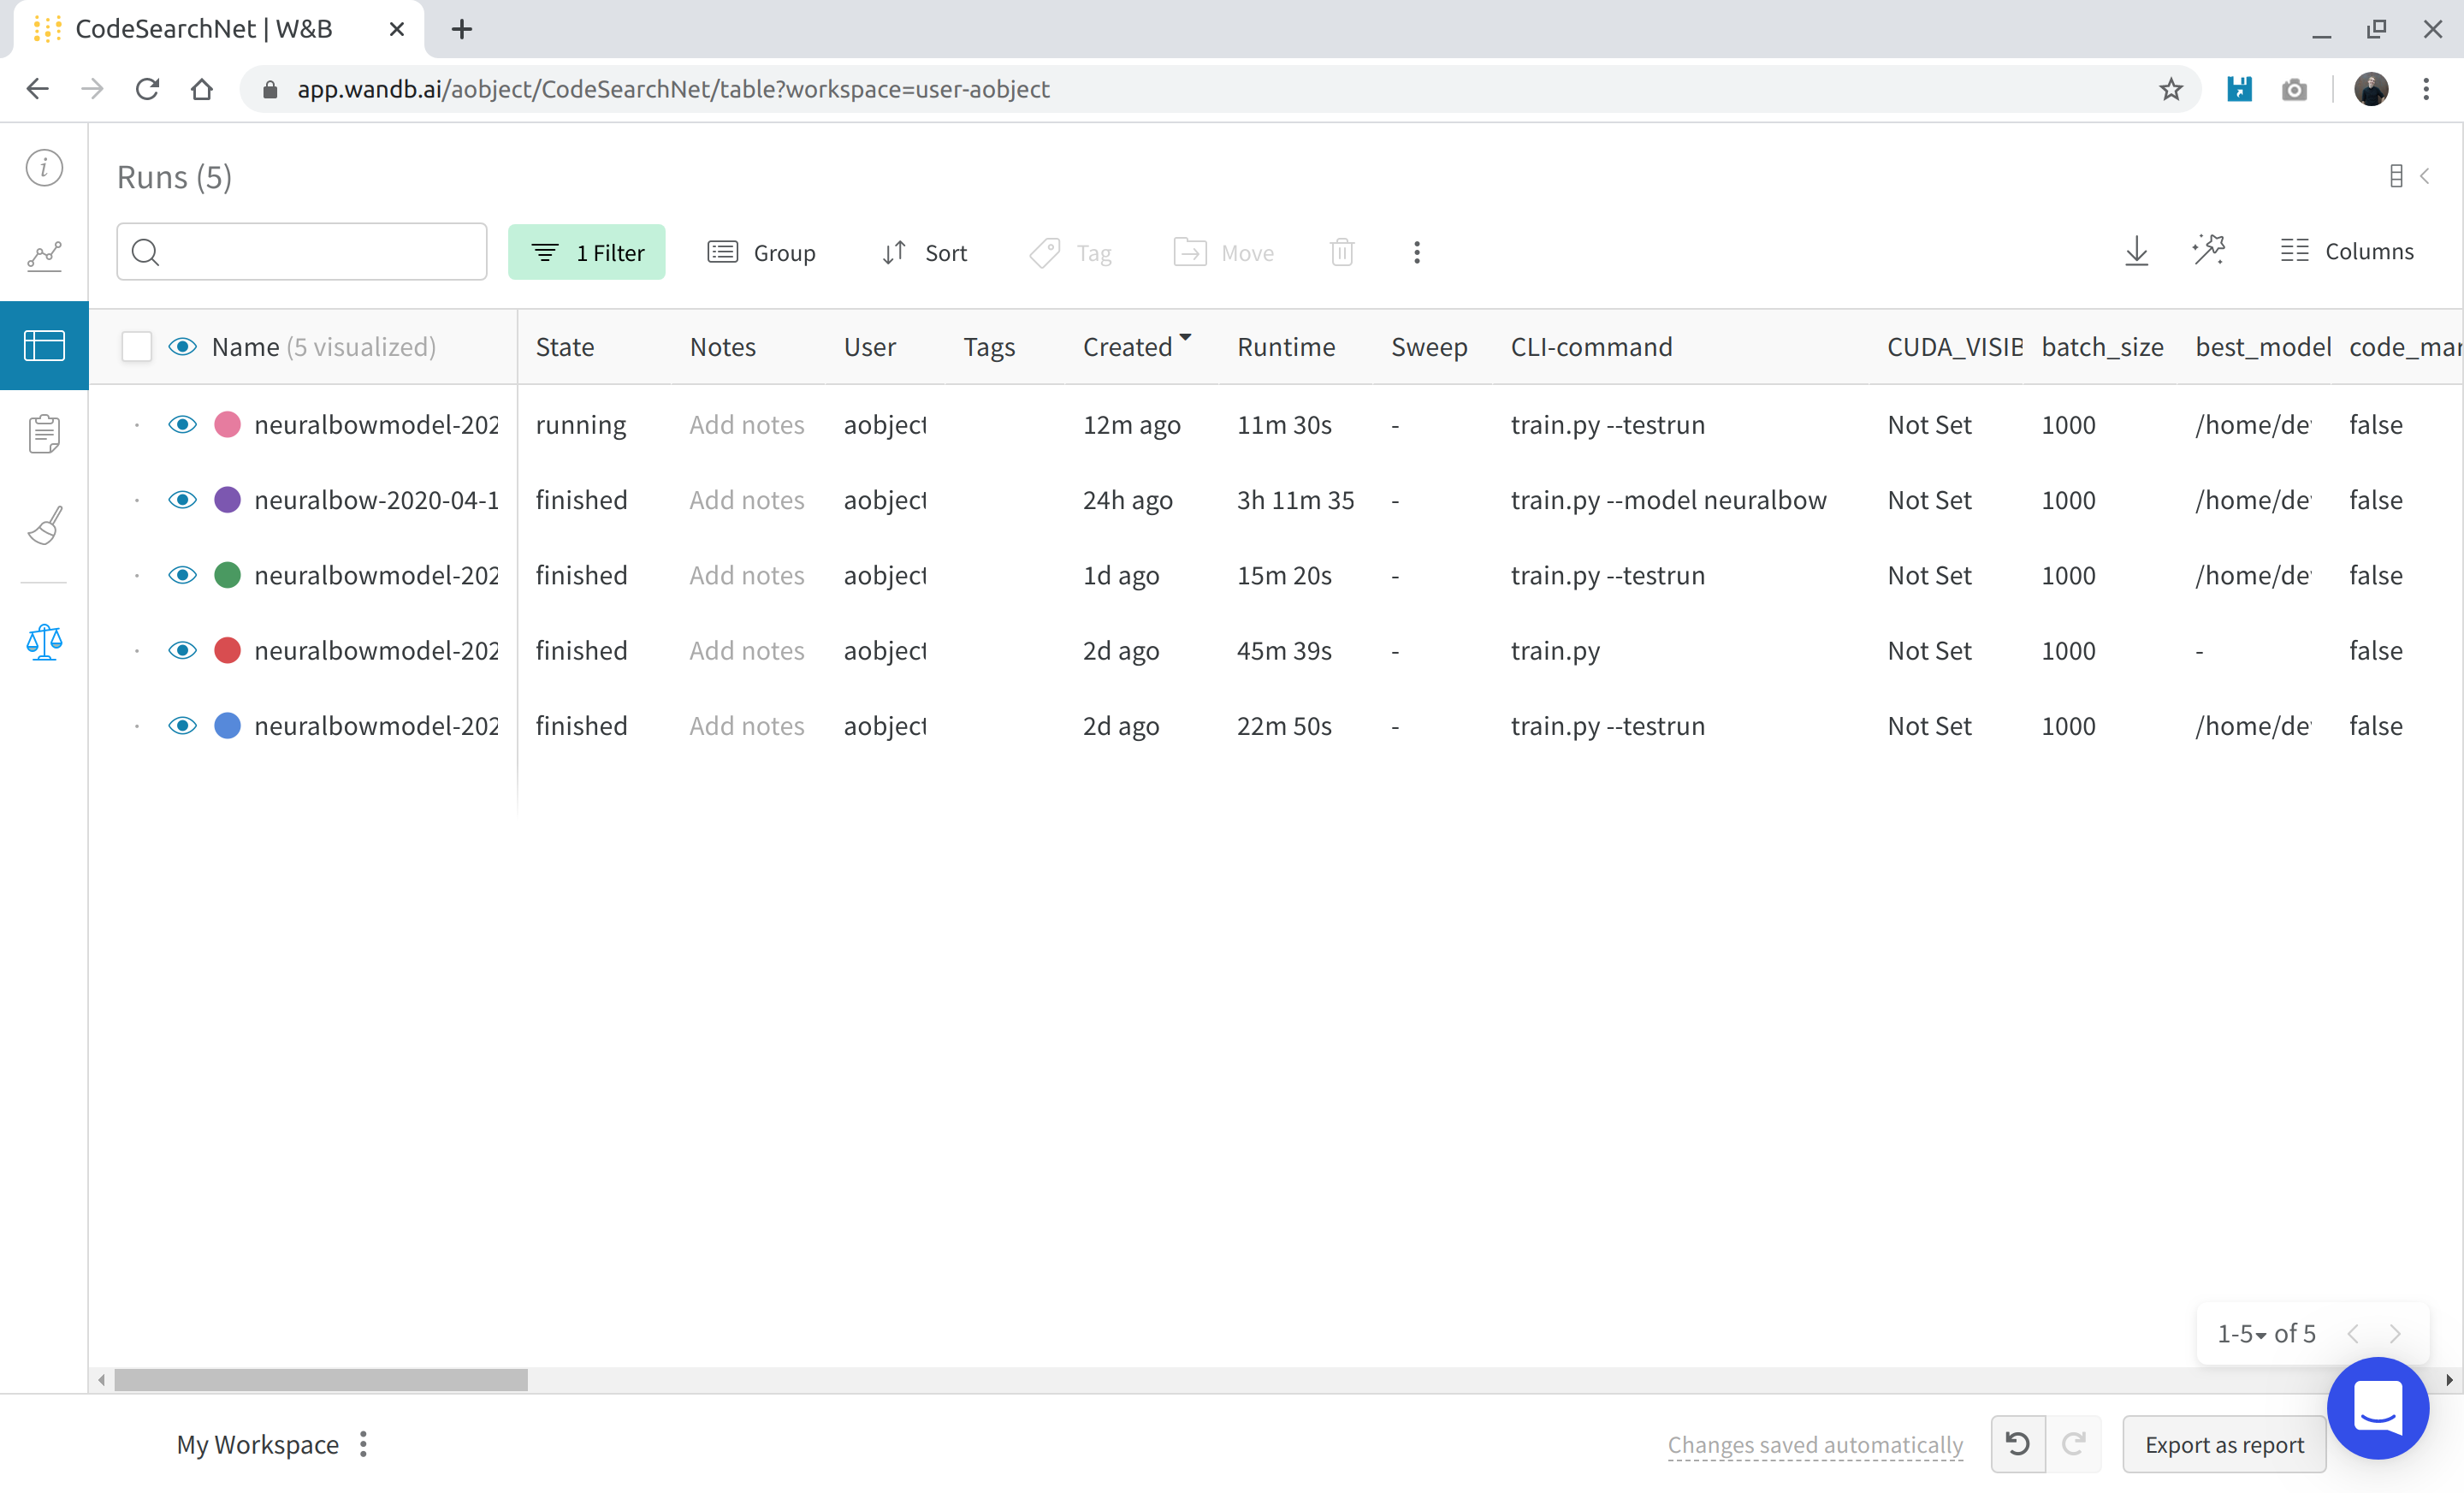 CodeSearchNet | W&B
app.wandb.ai/aobject/CodeSearchNet/table?workspace=user-aobject
Runs (5)
1 Filter Group Sort Tag Move Columns
Name (5 visualized) State Notes User Tags Created Runtime Sweep CLI-command CUDA_VISIB batch_size best_model code_mar
neuralbowmodel-202 running Add notes aobject 12m ago 11m 30s - train.py --testrun Not Set 1000 /home/de false
neuralbow-2020-04-1 finished Add notes aobject 24h ago 3h 11m 35 - train.py --model neuralbow Not Set 1000 /home/de false
neuralbowmodel-202 finished Add notes aobject 1d ago 15m 20s - train.py --testrun Not Set 1000 /home/de false
neuralbowmodel-202 finished Add notes aobject 2d ago 45m 39s - train.py Not Set 1000 - false
neuralbowmodel-202 finished Add notes aobject 2d ago 22m 50s - train.py --testrun Not Set 1000 /home/de false
1-5 of 5
My Workspace
Changes saved automatically
Export as report